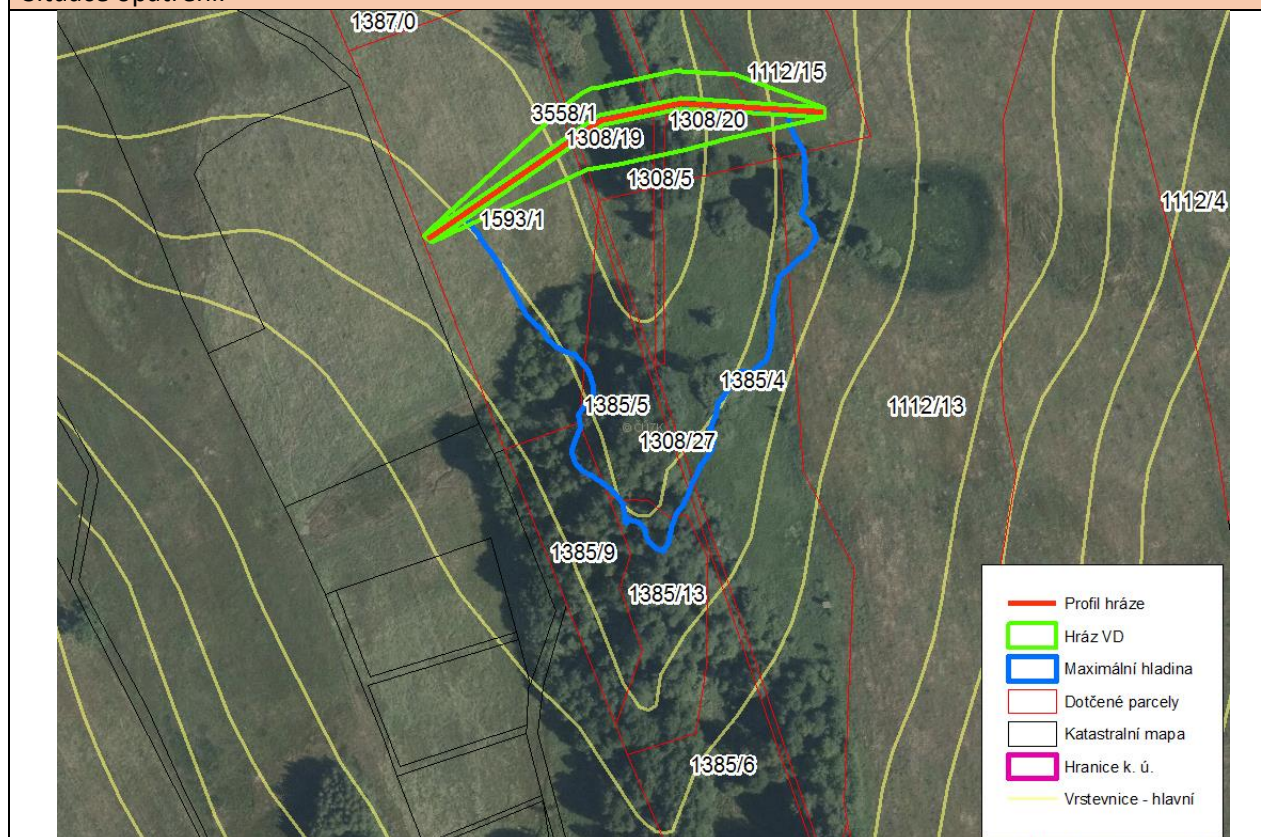 1387/0
1112/15
3558/1
1308/20
1308/19
1308/5
1112/4
1593/1
1385/4
1385/5
1112/13
1308/27
1385/9
1385/13
1385/6
Profil hráze
Hráz VD
Maximální hladina
Dotčené parcely
Katastralní mapa
Hranice k. ú.
Vrstevnice - hlavní